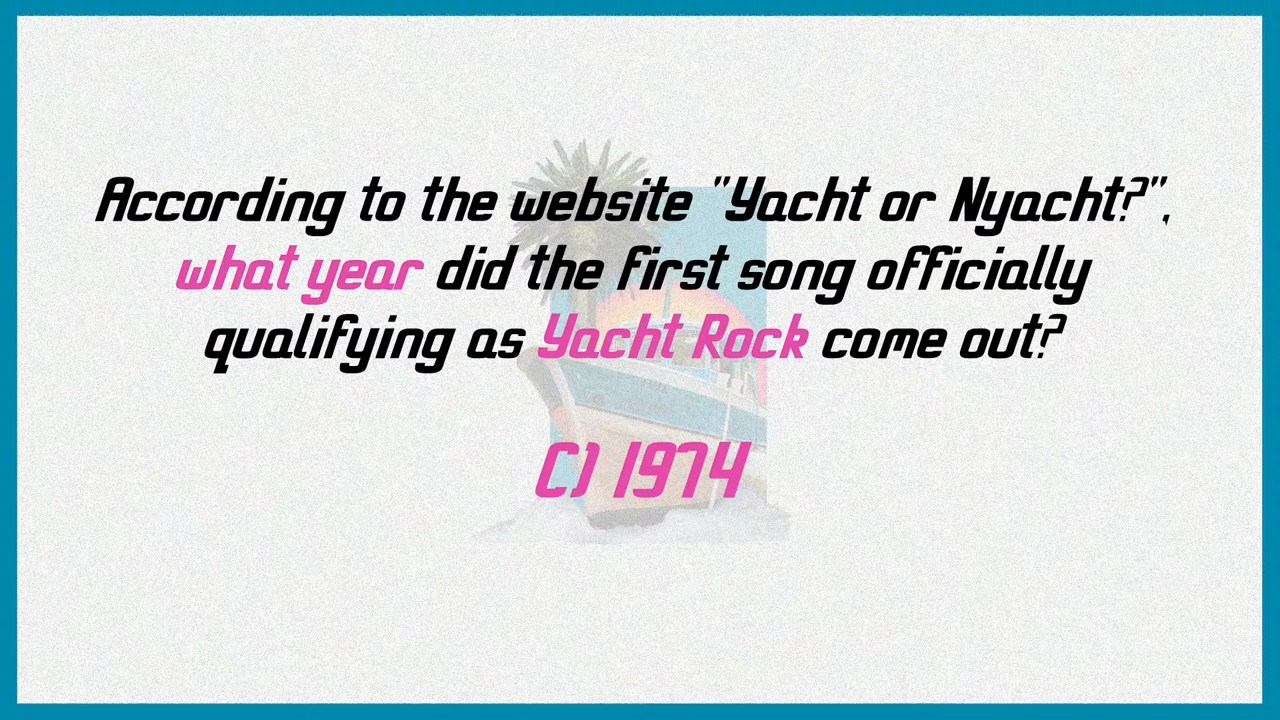 According to the website "Yacht or Nyacht?",
what year did the first song officially
qualifying as Yacht Rock come out?
C) 1974